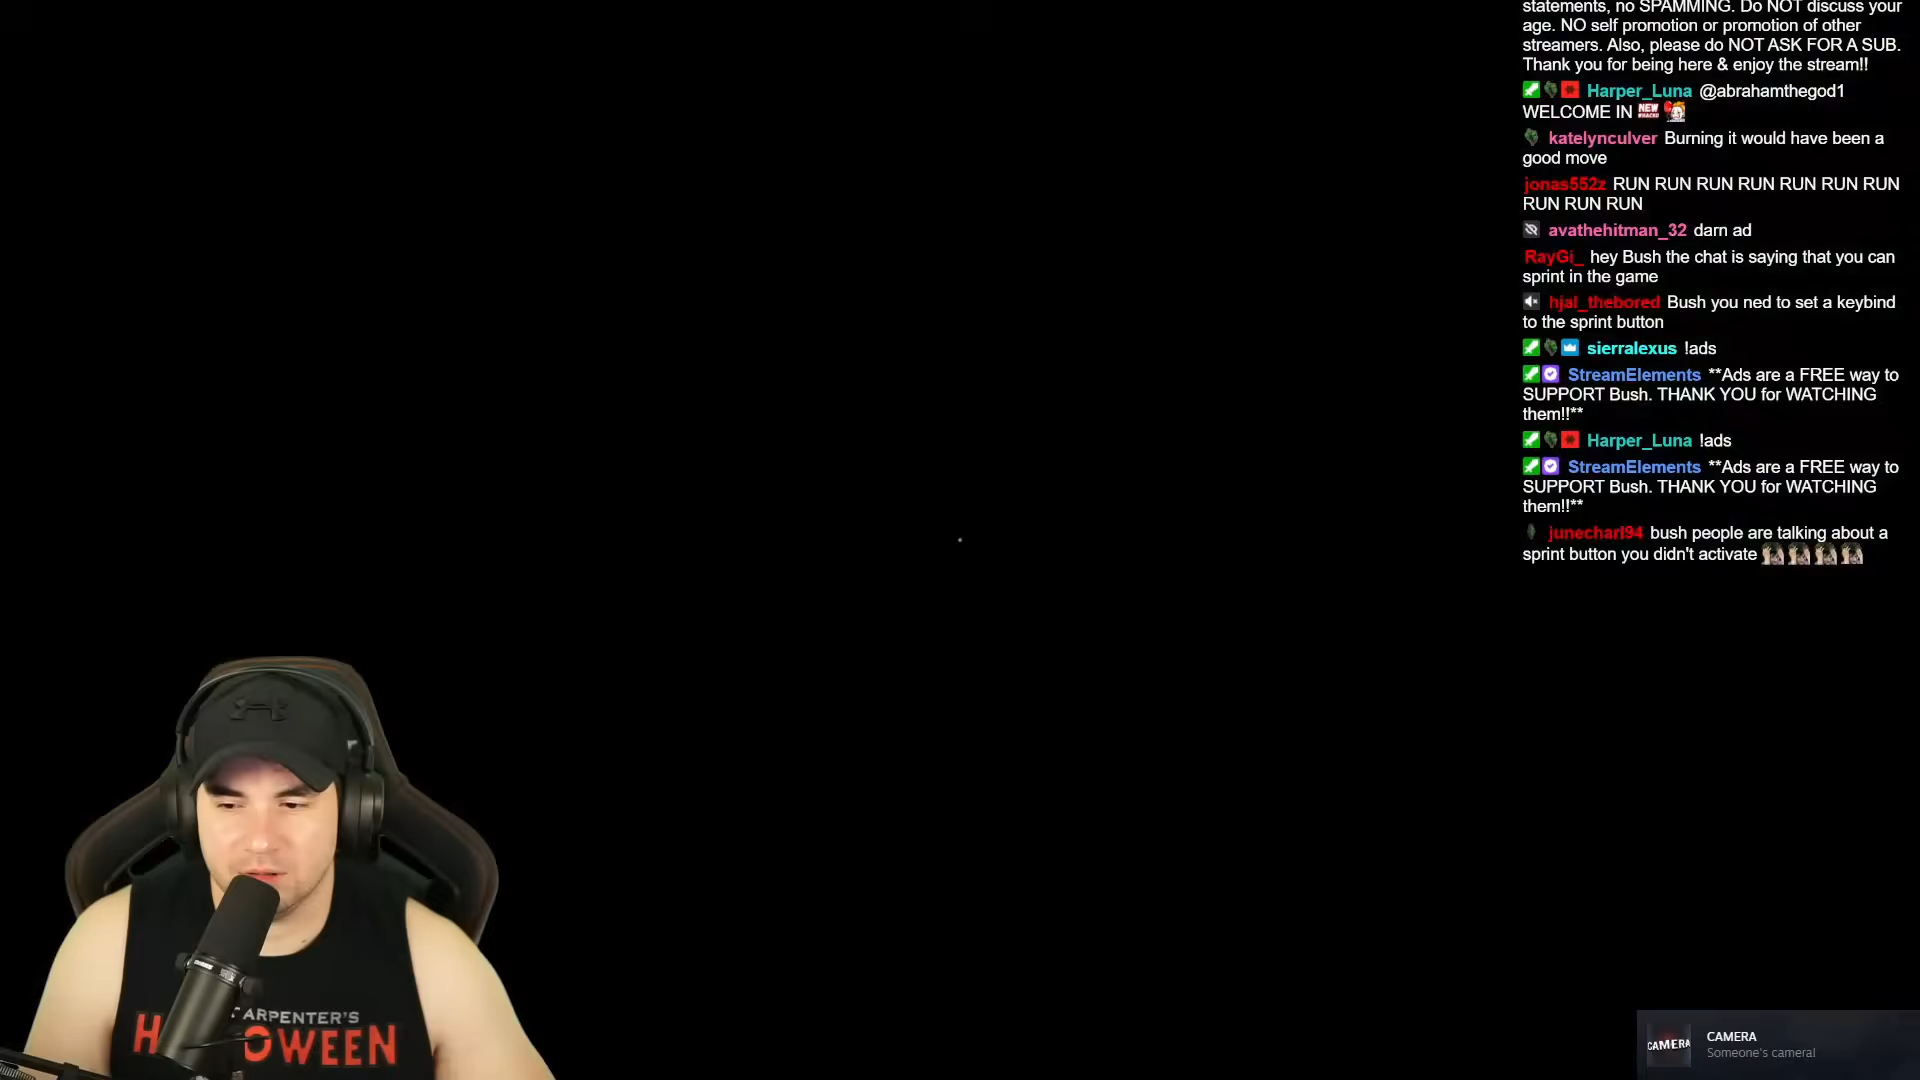 statements, no SPAMMING. Do NOT discuss your
age. NO self promotion or promotion of other
streamers. Also, please do NOT ASK FOR A SUB.
Thank you for being here & enjoy the stream!!
Harper_Luna @abrahamthegod1
WELCOME IN NEW
katelynculver Burning it would have been a
good move
jonas552z RUN RUN RUN RUN RUN RUN RUN
RUN RUN RUN
avathehitman_32 darn ad
RayGi_ hey Bush the chat is saying that you can
sprint in the game
hjal_thebored Bush you ned to set a keybind
to the sprint button
sierralexus !ads
StreamElements **Ads are a FREE way to
SUPPORT Bush. THANK YOU for WATCHING
them!!**
Harper_Luna !ads
StreamElements **Ads are a FREE way to
SUPPORT Bush. THANK YOU for WATCHING
them!!**
junecharl94 bush people are talking about a
sprint button you didn't activate
ARPENTER'S
H OWEEN
CAMERA
CAMERA
Someone's camera!